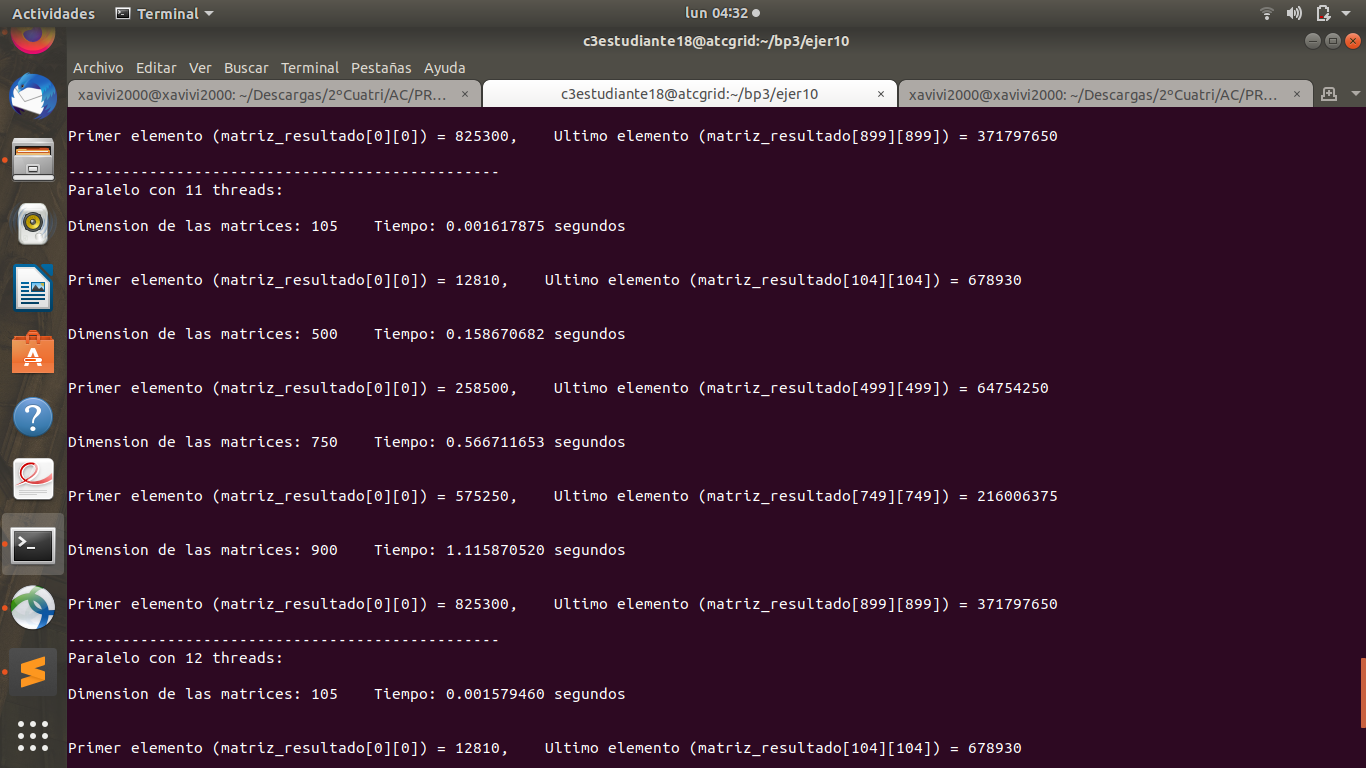 Actividades Terminal lun 04:32
c3estudiante18@atcgrid:~/bp3/ejer10
Archivo Editar Ver Buscar Terminal Pestañas Ayuda
xavivi2000@xavivi2000: ~/Descargas/2ºCuatri/AC/PR... × c3estudiante18@atcgrid:~/bp3/ejer10 × xavivi2000@xavivi2000: ~/Descargas/2ºCuatri/AC/PR... ×
Primer elemento (matriz_resultado[0][0]) = 825300,    Ultimo elemento (matriz_resultado[899][899]) = 371797650
------------------------------------------------
Paralelo con 11 threads:
Dimension de las matrices: 105    Tiempo: 0.001617875 segundos
Primer elemento (matriz_resultado[0][0]) = 12810,    Ultimo elemento (matriz_resultado[104][104]) = 678930
Dimension de las matrices: 500    Tiempo: 0.158670682 segundos
Primer elemento (matriz_resultado[0][0]) = 258500,    Ultimo elemento (matriz_resultado[499][499]) = 64754250
Dimension de las matrices: 750    Tiempo: 0.566711653 segundos
Primer elemento (matriz_resultado[0][0]) = 575250,    Ultimo elemento (matriz_resultado[749][749]) = 216006375
Dimension de las matrices: 900    Tiempo: 1.115870520 segundos
Primer elemento (matriz_resultado[0][0]) = 825300,    Ultimo elemento (matriz_resultado[899][899]) = 371797650
------------------------------------------------
Paralelo con 12 threads:
Dimension de las matrices: 105    Tiempo: 0.001579460 segundos
Primer elemento (matriz_resultado[0][0]) = 12810,    Ultimo elemento (matriz_resultado[104][104]) = 678930